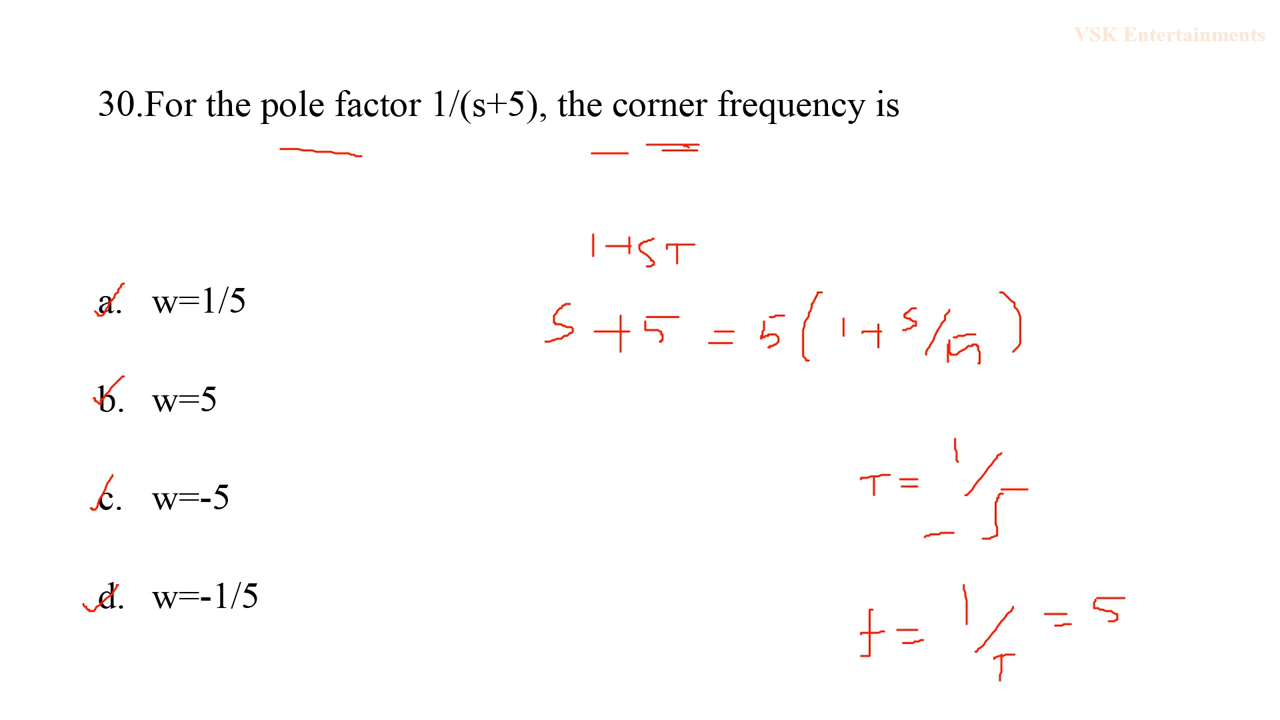 VSK Entertainments
30.For the pole factor 1/(s+5), the corner frequency is
1+ST
a. w=1/5
S+5 = 5(1+S/5)
b. w=5
c. w=-5
T = 1/5
d. w=-1/5
f = 1/T = 5